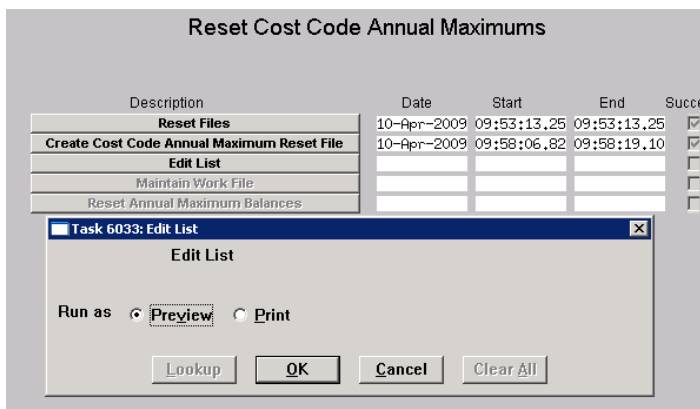 Reset Cost Code Annual Maximums
Description Date Start End Succe
Reset Files 10-Apr-2009 09:53:13.25 09:53:13.25
Create Cost Code Annual Maximum Reset File 10-Apr-2009 09:58:06.82 09:58:19.10
Edit List
Maintain Work File
Reset Annual Maximum Balances
Task 6033: Edit List
Edit List
Run as Preview Print
Lookup OK Cancel Clear All